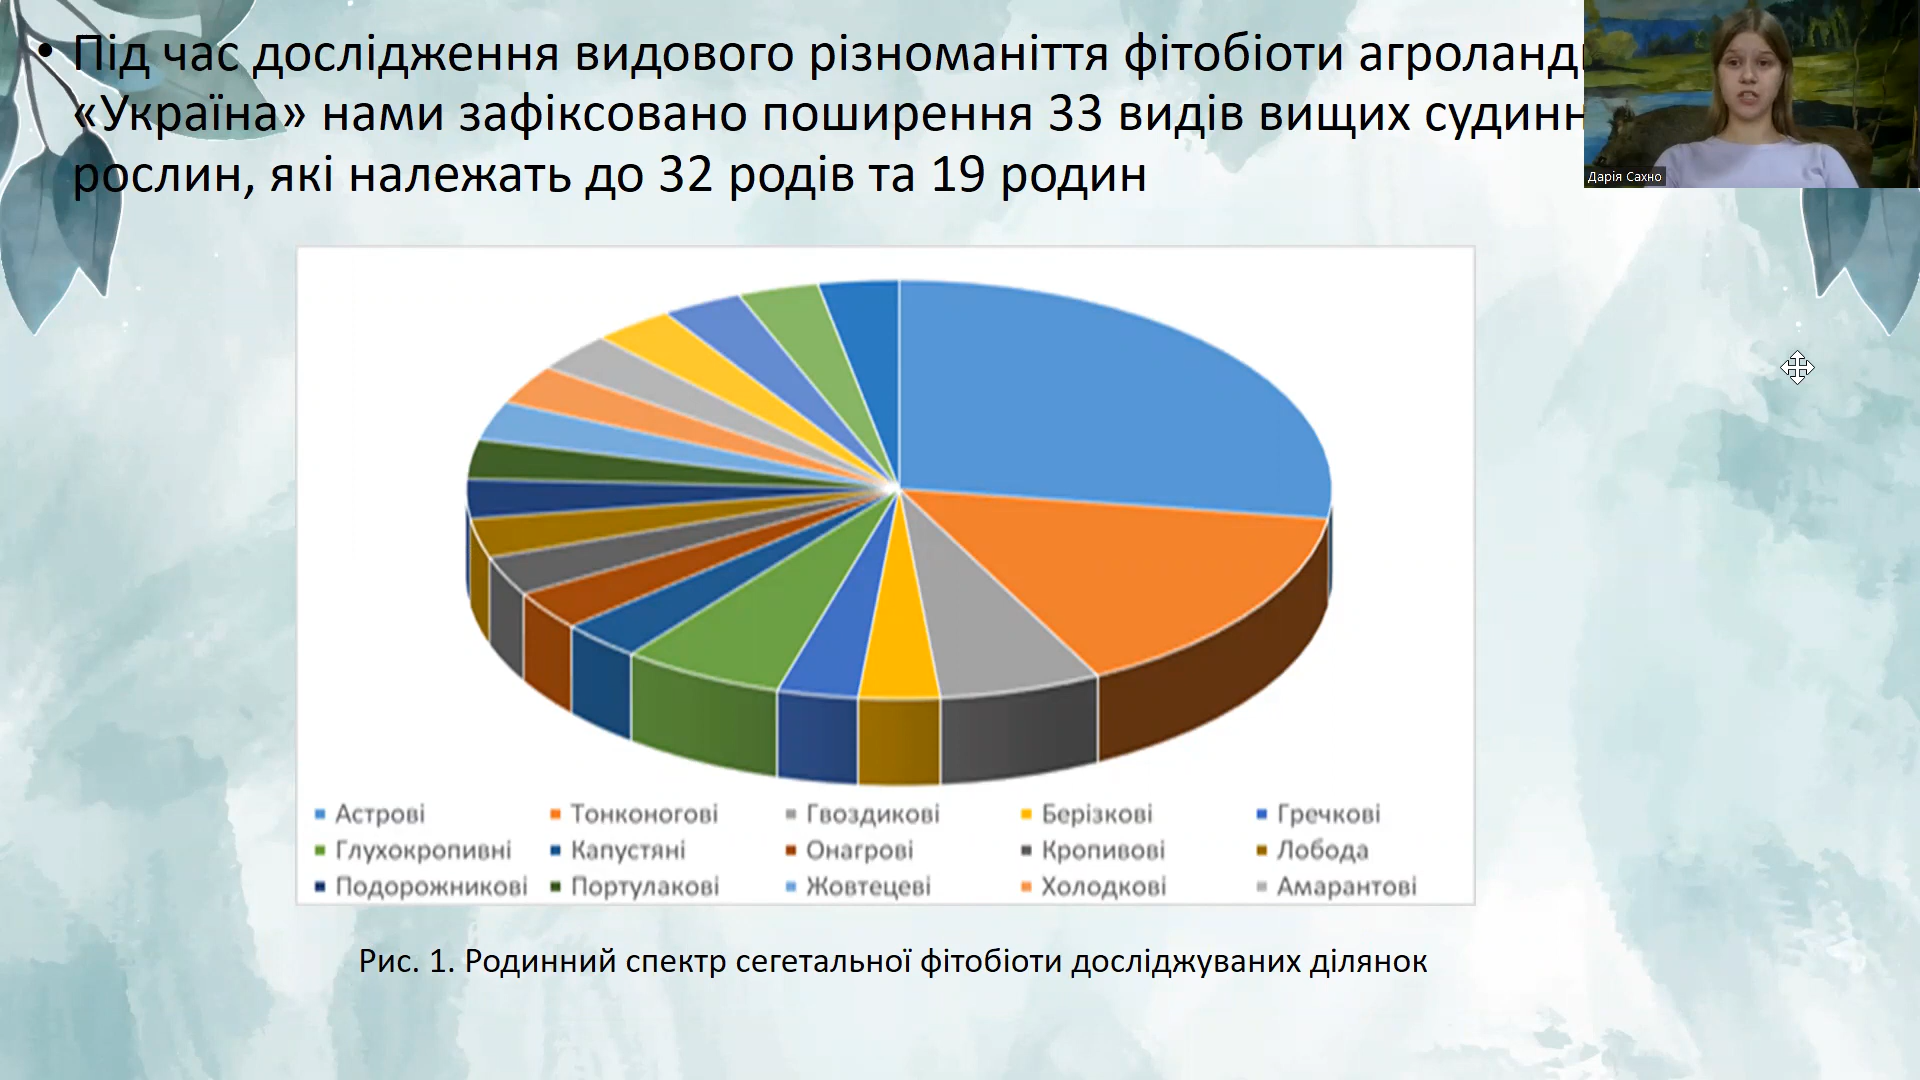 • Під час дослідження видового різноманіття фітобіоти
«Україна» нами зафіксовано поширення 33 видів вищих
рослин, які належать до 32 родів та 19 родин
Дарія Сахно
Астрові Тонконогові Гвоздикові Берізкові Гречкові
Глухокропивні Капустяні Онагрові Кропивові Лобода
Подорожникові Портулакові Жовтецеві Холодкові Амарантові
Рис. 1. Родинний спектр сегетальної фітобіоти досліджуваних ділянок